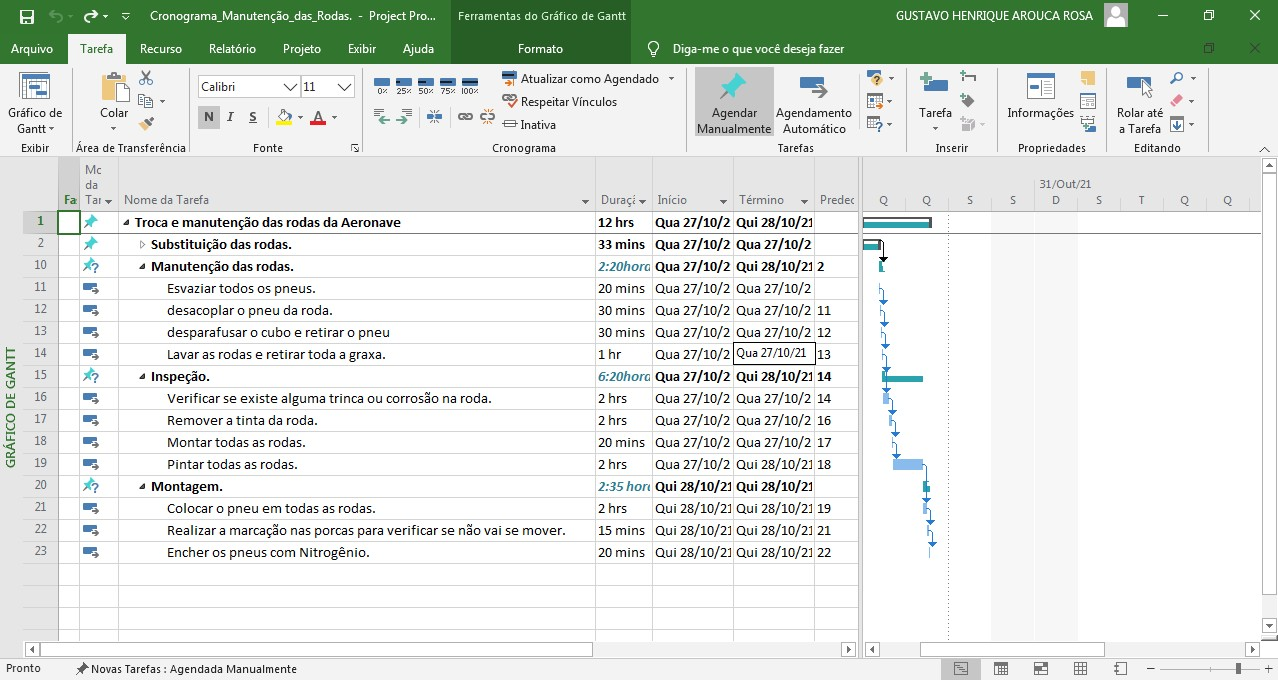 Cronograma_Manutenção_das_Rodas. - Project Pro...
Ferramentas do Gráfico de Gantt
GUSTAVO HENRIQUE AROUCA ROSA
Arquivo Tarefa Recurso Relatório Projeto Exibir Ajuda Formato Diga-me o que você deseja fazer
Gráfico de Gantt
Exibir
Colar
Área de Transferência
Calibri 11
N I S
Fonte
0% 25% 50% 75% 100%
Atualizar como Agendado
Respeitar Vínculos
Inativa
Cronograma
Agendar Manualmente
Agendamento Automático
Tarefas
Tarefa
Inserir
Informações
Propriedades
Rolar até a Tarefa
Editando
Fa Mc da Tar Nome da Tarefa Duraçã Início Término Predec
31/Out/21
Q Q S S D S T Q Q
1 Troca e manutenção das rodas da Aeronave 12 hrs Qua 27/10/2 Qui 28/10/21
2 Substituição das rodas. 33 mins Qua 27/10/2 Qua 27/10/2
10 Manutenção das rodas. 2:20hora Qua 27/10/2 Qui 28/10/21 2
11 Esvaziar todos os pneus. 20 mins Qua 27/10/2 Qua 27/10/2
12 desacoplar o pneu da roda. 30 mins Qua 27/10/2 Qua 27/10/2 11
13 desparafusar o cubo e retirar o pneu 30 mins Qua 27/10/2 Qua 27/10/2 12
14 Lavar as rodas e retirar toda a graxa. 1 hr Qua 27/10/2 Qua 27/10/21 13
15 Inspeção. 6:20hora Qua 27/10/2 Qui 28/10/21 14
16 Verificar se existe alguma trinca ou corrosão na roda. 2 hrs Qua 27/10/2 Qua 27/10/2 14
17 Remover a tinta da roda. 2 hrs Qua 27/10/2 Qua 27/10/2 16
18 Montar todas as rodas. 20 mins Qua 27/10/2 Qua 27/10/2 17
19 Pintar todas as rodas. 2 hrs Qua 27/10/2 Qui 28/10/21 18
20 Montagem. 2:35 hora Qui 28/10/21 Qui 28/10/21
21 Colocar o pneu em todas as rodas. 2 hrs Qui 28/10/21 Qui 28/10/21 19
22 Realizar a marcação nas porcas para verificar se não vai se mover. 15 mins Qui 28/10/21 Qui 28/10/21 21
23 Encher os pneus com Nitrogênio. 20 mins Qui 28/10/21 Qui 28/10/21 22
GRÁFICO DE GANTT
Pronto Novas Tarefas : Agendada Manualmente